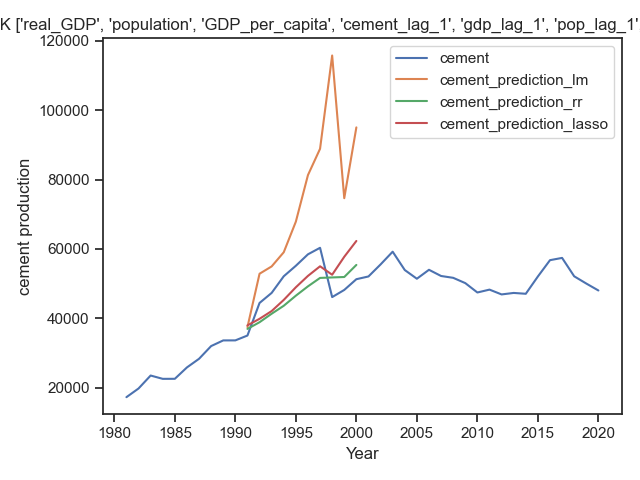 K ['real_GDP', 'population', 'GDP_per_capita', 'cement_lag_1', 'gdp_lag_1', 'pop_lag_1',
120000
100000
80000
60000
40000
20000
cement production
cement
cement_prediction_lm
cement_prediction_rr
cement_prediction_lasso
1980 1985 1990 1995 2000 2005 2010 2015 2020
Year